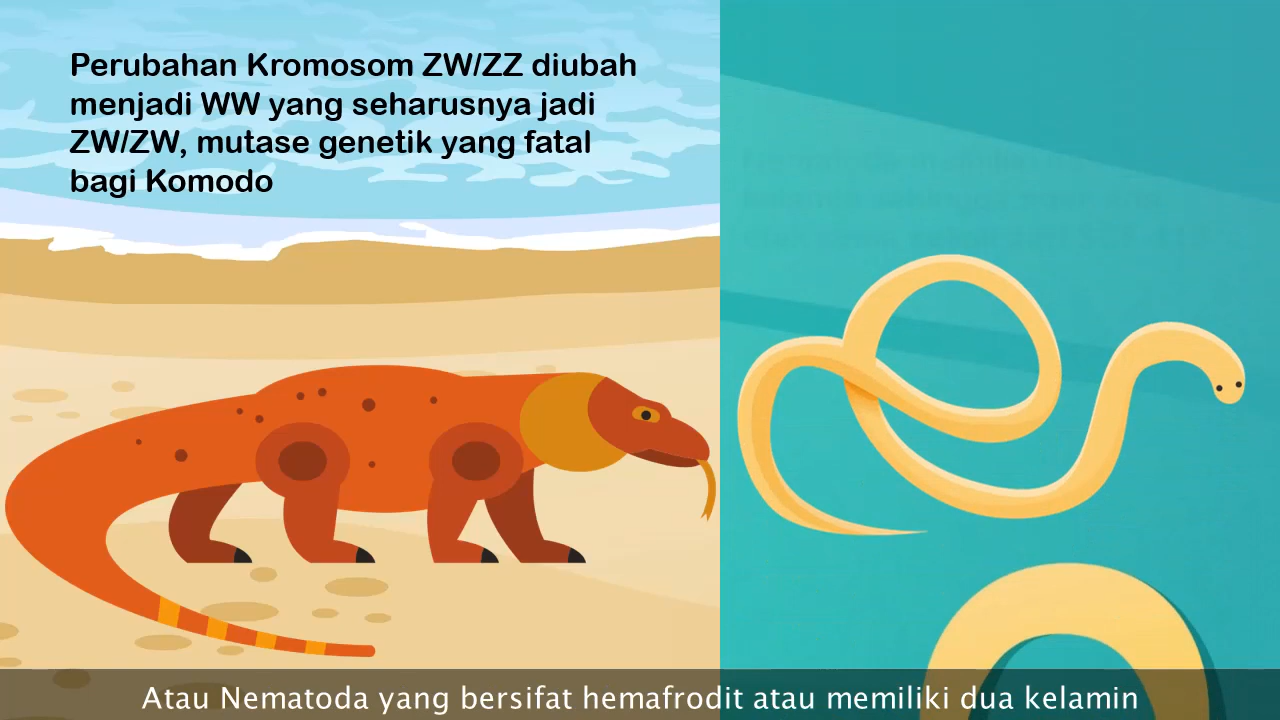 Perubahan Kromosom ZW/ZZ diubah
menjadi WW yang seharusnya jadi
ZW/ZW, mutase genetik yang fatal
bagi Komodo
Atau Nematoda yang bersifat hemafrodit atau memiliki dua kelamin